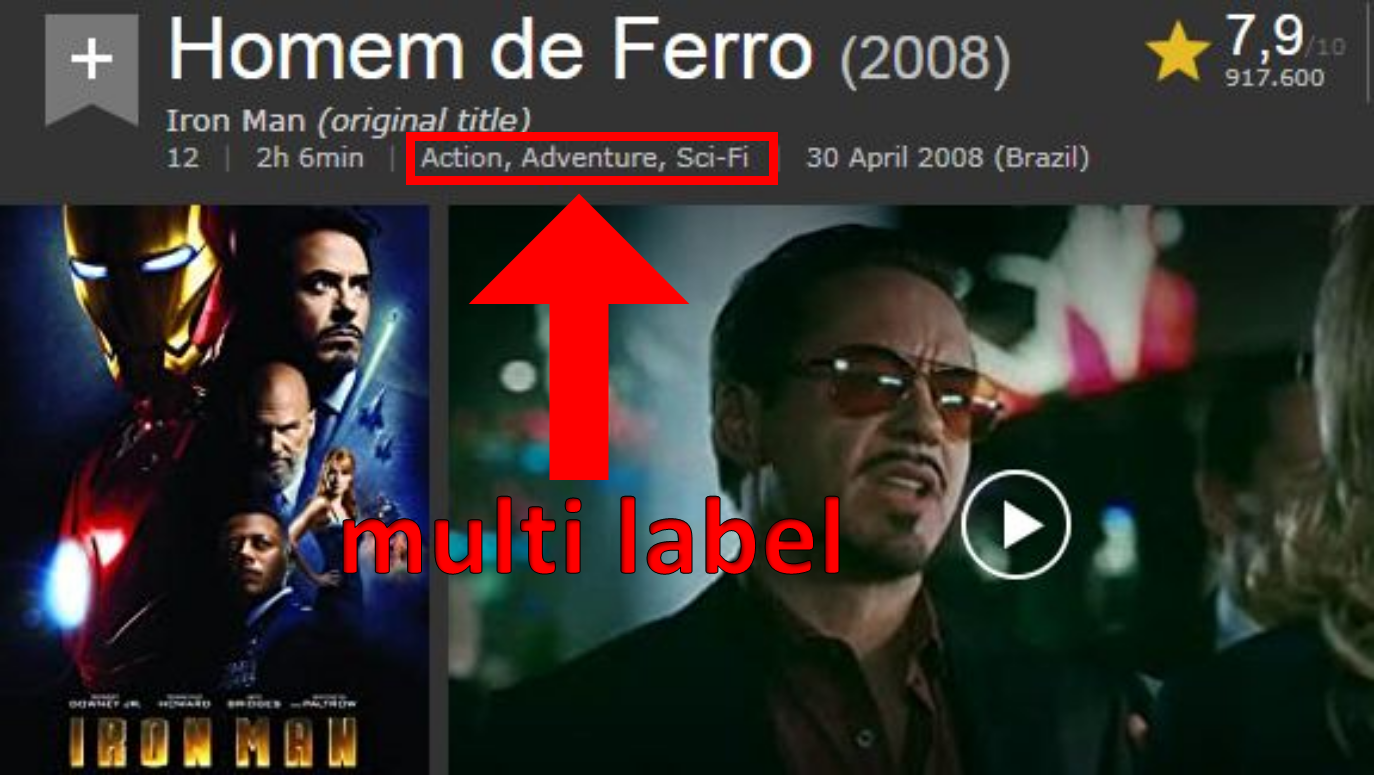 + Homem de Ferro (2008)
7,9/10
917.600
Iron Man (original title)
12 | 2h 6min | Action, Adventure, Sci-Fi | 30 April 2008 (Brazil)
multi label
DOWNEY JR. HOWARD BRIDGES PALTROW
IRON MAN